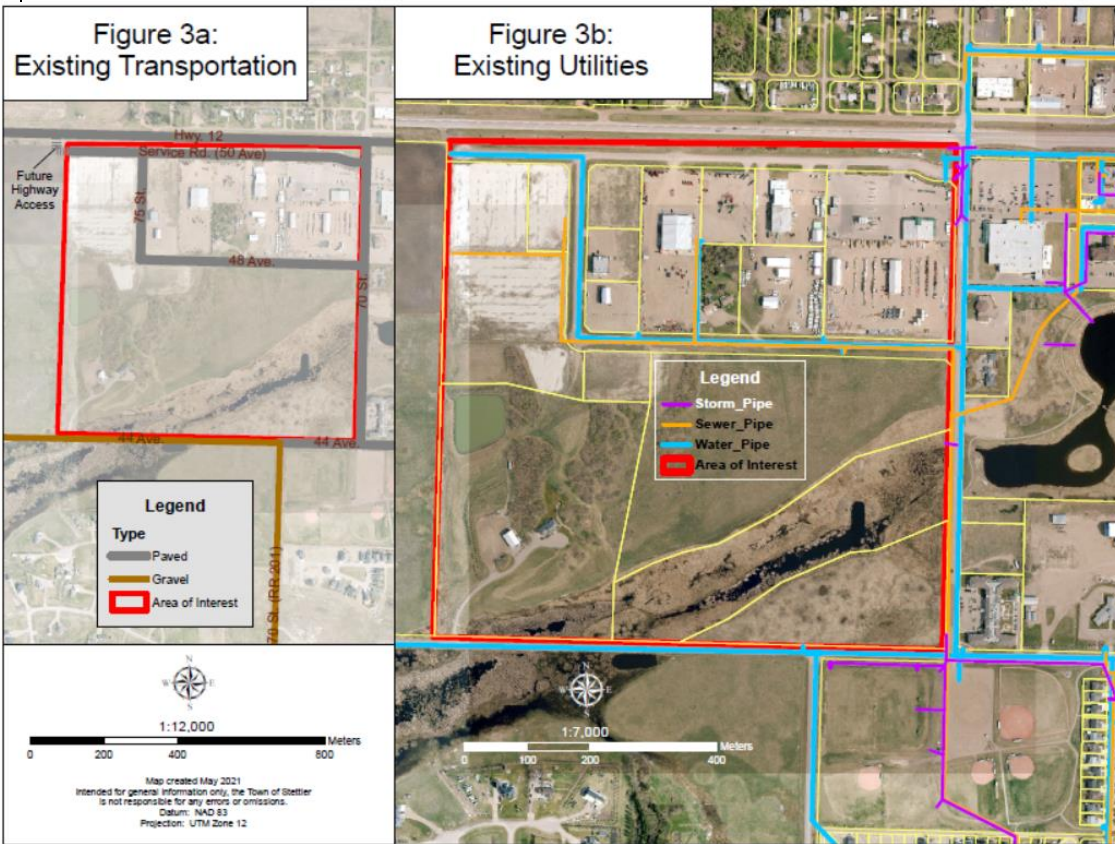 Figure 3a:
Existing Transportation
Hwy. 12
Service Rd. (50 Ave)
Future
Highway
Access
75 St.
48 Ave.
70 St.
44 Ave.
44 Ave.
70 St. (RR 201)
Legend
Type
Paved
Gravel
Area of Interest
N
W
E
S
1:12,000
0 200 400 800 Meters
Map created May 2021
Intended for general information only, the Town of Stettler
is not responsible for any errors or omissions.
Datum: NAD 83
Projection: UTM Zone 12
Figure 3b:
Existing Utilities
Legend
Storm_Pipe
Sewer_Pipe
Water_Pipe
Area of Interest
N
W
E
S
1:7,000
0 100 200 400
Meters